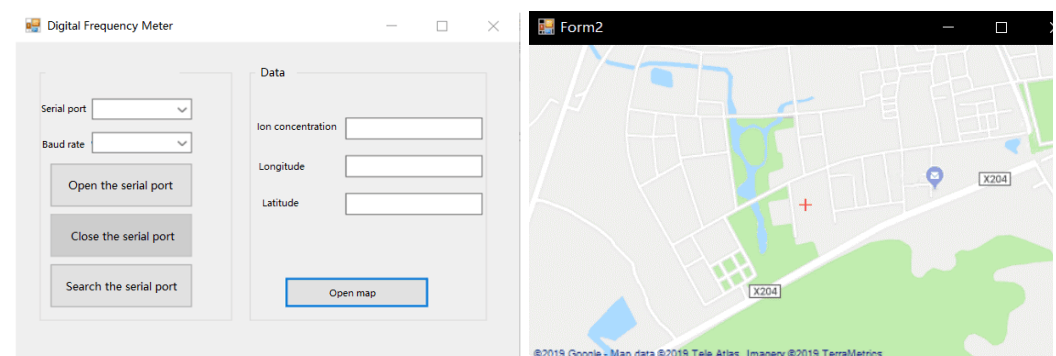 Digital Frequency Meter
Serial port
Baud rate
Open the serial port
Close the serial port
Search the serial port
Data
Ion concentration
Longitude
Latitude
Open map
Form2
X204
X204
©2019 Google - Map data ©2019 Tele Atlas, Imagery ©2019 TerraMetrics